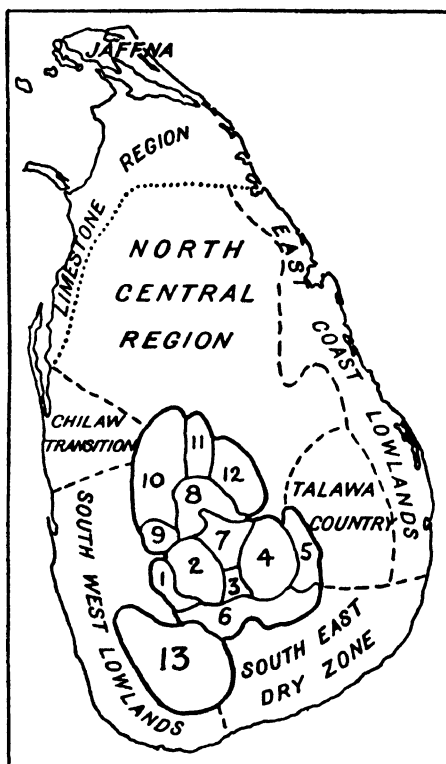 JAFFNA
LIMESTONE REGION
NORTH
CENTRAL
REGION
EAST COAST LOWLANDS
CHILAW
TRANSITION
TALAWA
COUNTRY
SOUTH WEST LOWLANDS
SOUTH EAST
DRY ZONE
11
10
12
8
9
7
5
1
2
4
3
6
13